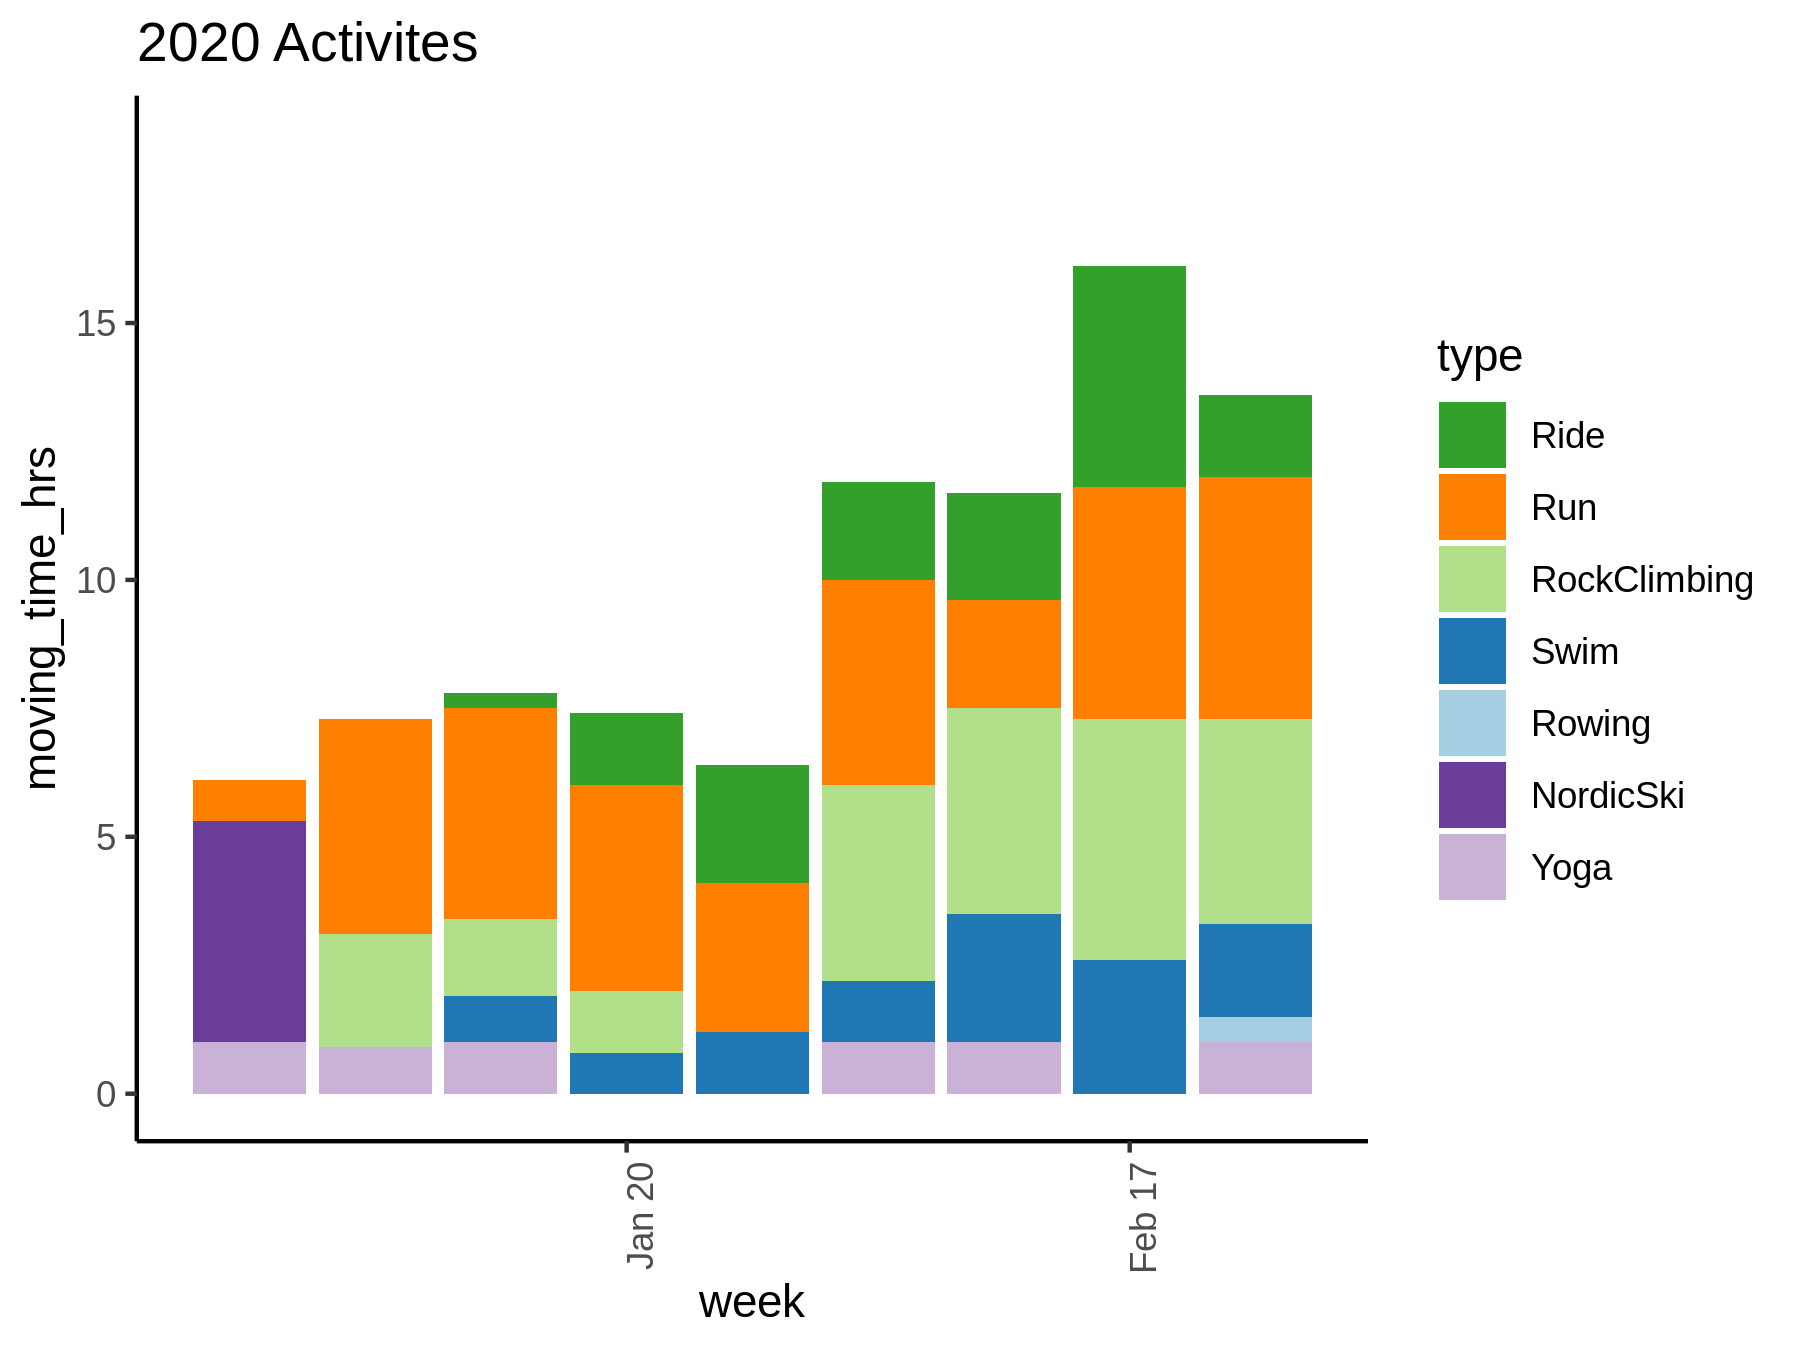 2020 Activites
moving_time_hrs
15
10
5
0
Jan 20
Feb 17
week
type
Ride
Run
RockClimbing
Swim
Rowing
NordicSki
Yoga